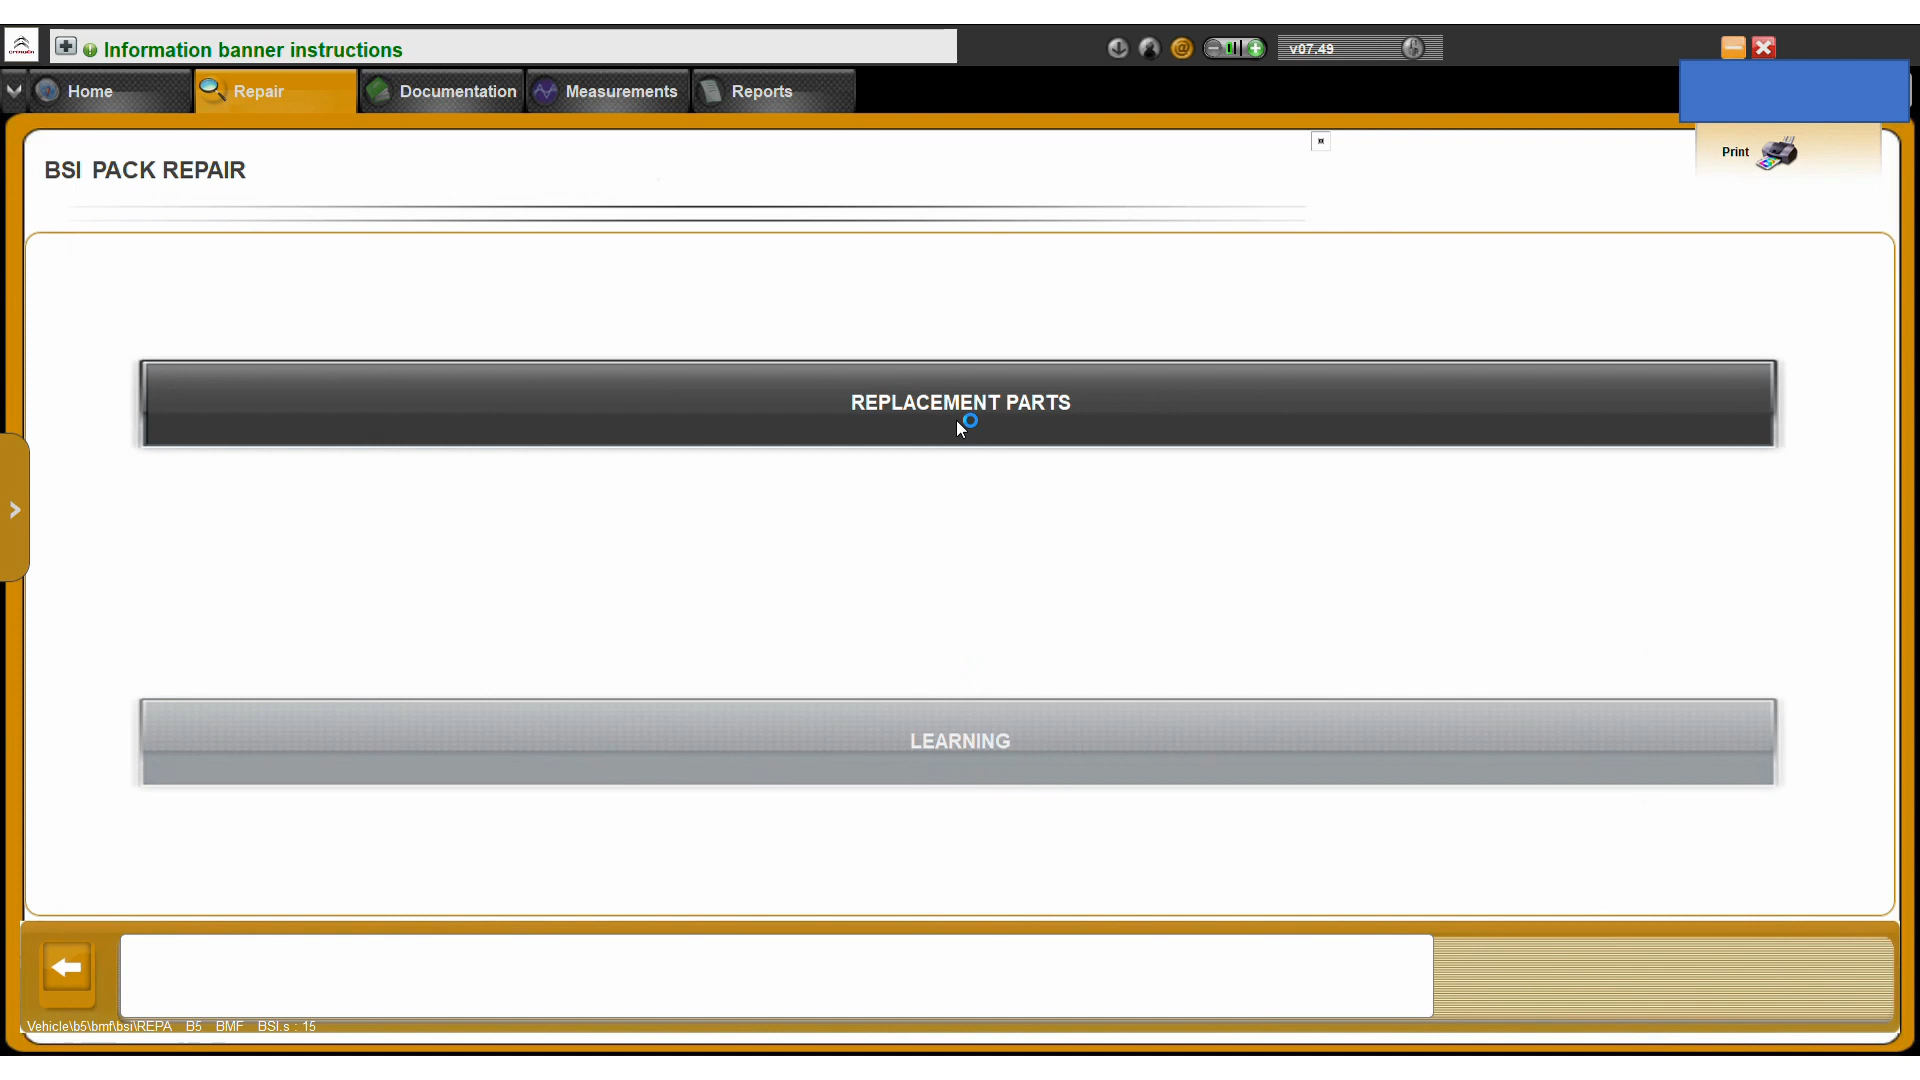 Information banner instructions
v07.49
Home
Repair
Documentation
Measurements
Reports
Print
BSI PACK REPAIR
REPLACEMENT PARTS
LEARNING
Vehicle\b5\bmf\bsi\REPA B5 BMF BSI.s : 15